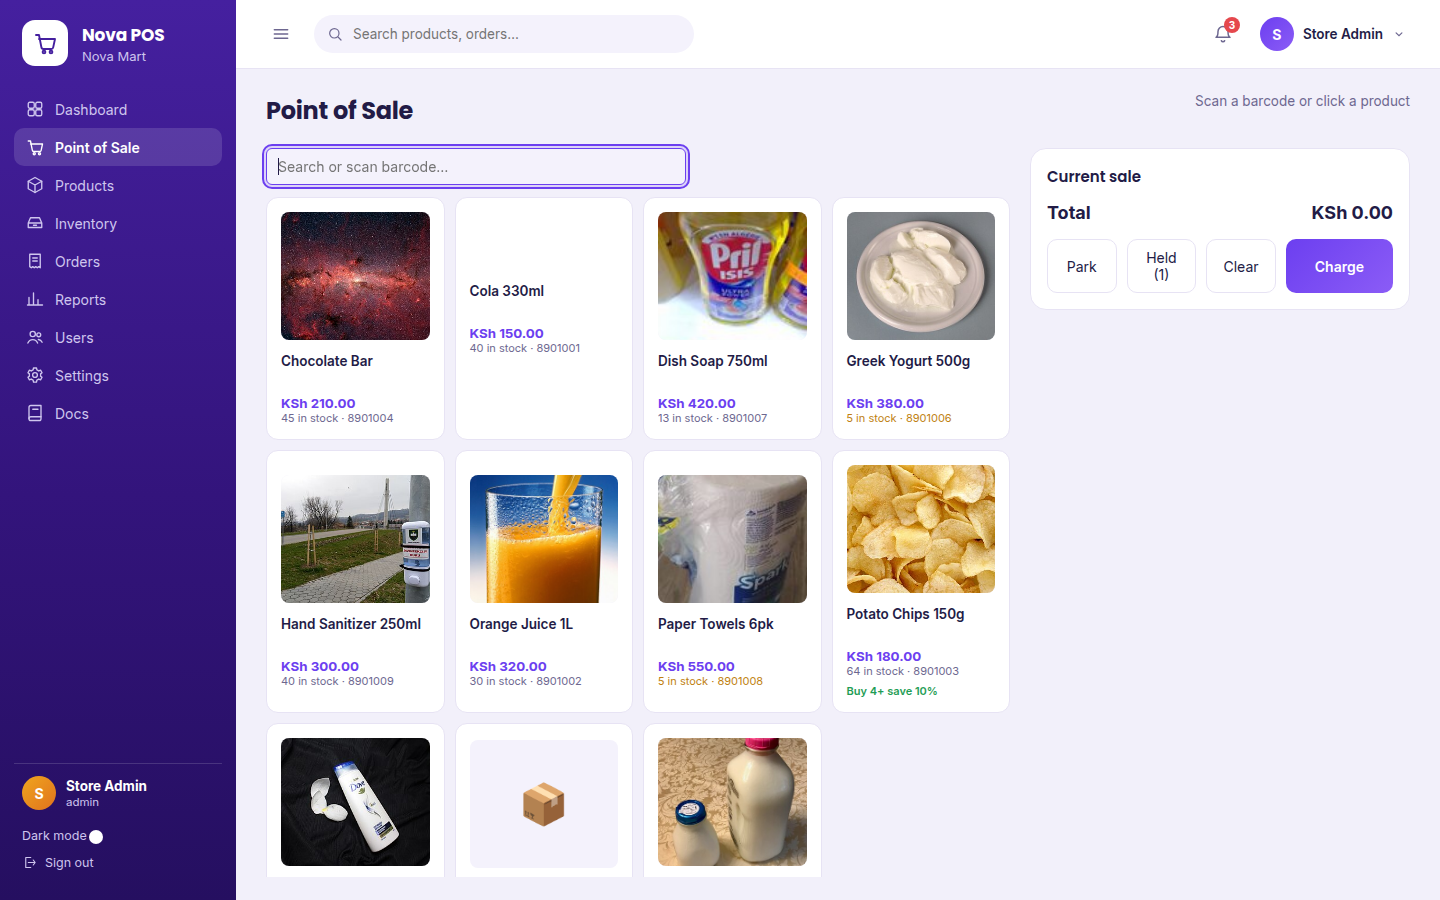 Nova POS
Nova Mart
Dashboard
Point of Sale
Products
Inventory
Orders
Reports
Users
Settings
Docs
Store Admin
admin
Dark mode
Sign out
Search products, orders...
3
S
Store Admin
Point of Sale
Scan a barcode or click a product
Search or scan barcode...
Chocolate Bar
KSh 210.00
45 in stock · 8901004
Cola 330ml
KSh 150.00
40 in stock · 8901001
Pril
ISIS
Dish Soap 750ml
KSh 420.00
13 in stock · 8901007
Greek Yogurt 500g
KSh 380.00
5 in stock · 8901006
Hand Sanitizer 250ml
KSh 300.00
40 in stock · 8901009
Orange Juice 1L
KSh 320.00
30 in stock · 8901002
Paper Towels 6pk
KSh 550.00
5 in stock · 8901008
Potato Chips 150g
KSh 180.00
64 in stock · 8901003
Buy 4+ save 10%
Dove
Current sale
Total
KSh 0.00
Park
Held
(1)
Clear
Charge
S